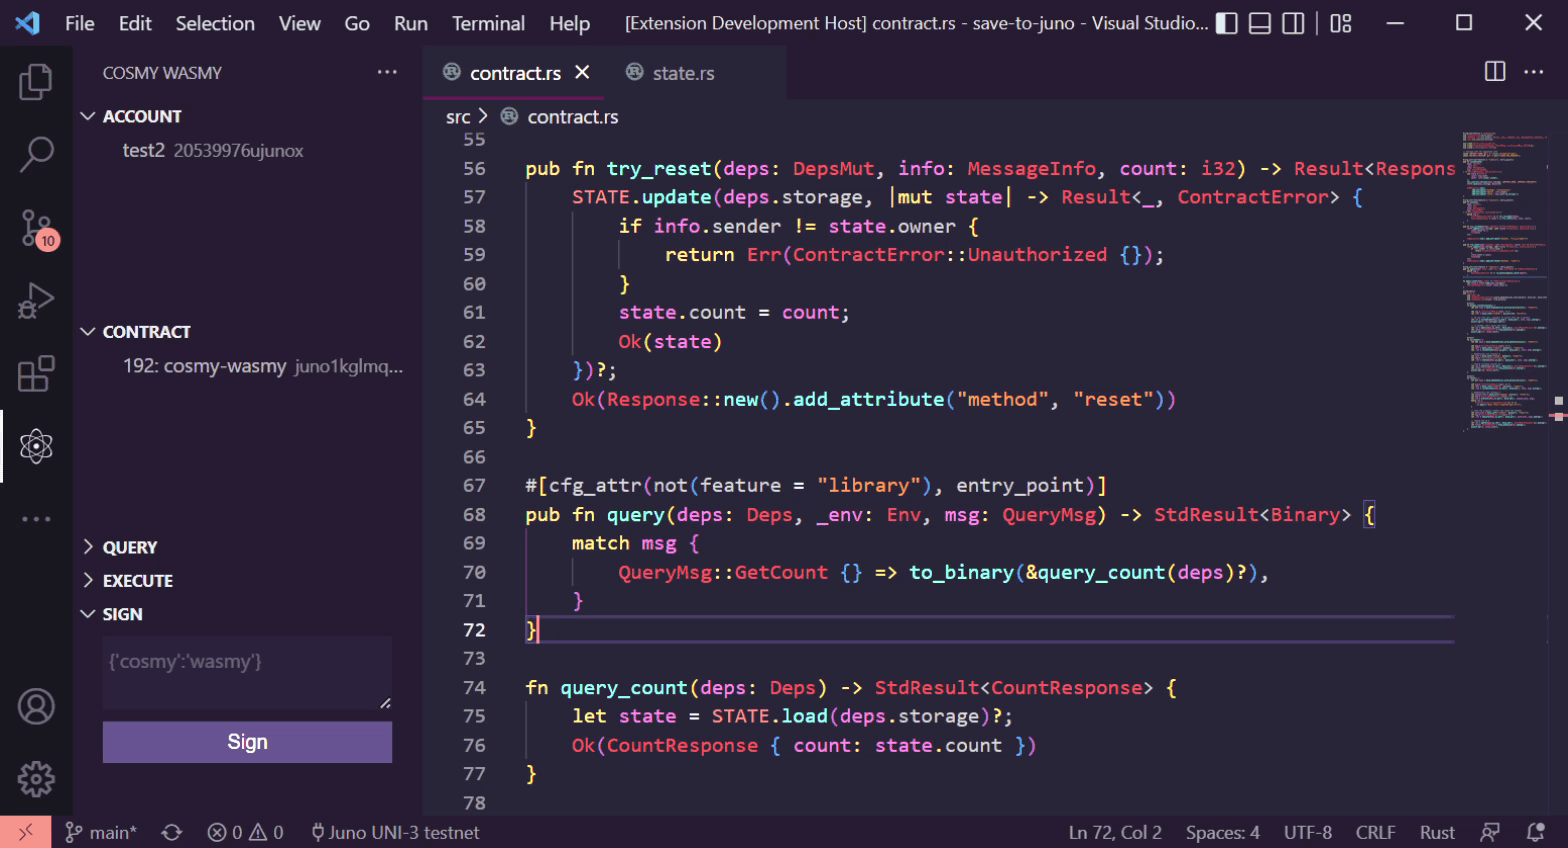 File Edit Selection View Go Run Terminal Help [Extension Development Host] contract.rs - save-to-juno - Visual Studio...
COSMY WASMY
ACCOUNT
test2 20539976ujunox
CONTRACT
192: cosmy-wasmy juno1kglmq...
10
QUERY
EXECUTE
SIGN
{'cosmy':'wasmy'}
Sign
contract.rs state.rs
src > contract.rs
55
56 pub fn try_reset(deps: DepsMut, info: MessageInfo, count: i32) -> Result<Respons
57 STATE.update(deps.storage, |mut state| -> Result<_, ContractError> {
58 if info.sender != state.owner {
59 return Err(ContractError::Unauthorized {});
60 }
61 state.count = count;
62 Ok(state)
63 })?;
64 Ok(Response::new().add_attribute("method", "reset"))
65 }
66
67 #[cfg_attr(not(feature = "library"), entry_point)]
68 pub fn query(deps: Deps, _env: Env, msg: QueryMsg) -> StdResult<Binary> {
69 match msg {
70 QueryMsg::GetCount {} => to_binary(&query_count(deps)?),
71 }
72 }
73
74 fn query_count(deps: Deps) -> StdResult<CountResponse> {
75 let state = STATE.load(deps.storage)?;
76 Ok(CountResponse { count: state.count })
77 }
78
main* 0 0 Juno UNI-3 testnet Ln 72, Col 2 Spaces: 4 UTF-8 CRLF Rust